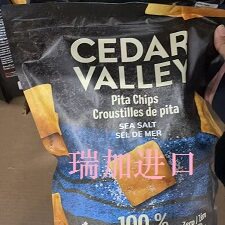 CEDAR
VALLEY
Pita Chips
Croustilles de pita
SEA SALT
SEL DE MER
瑞加进口
100 %